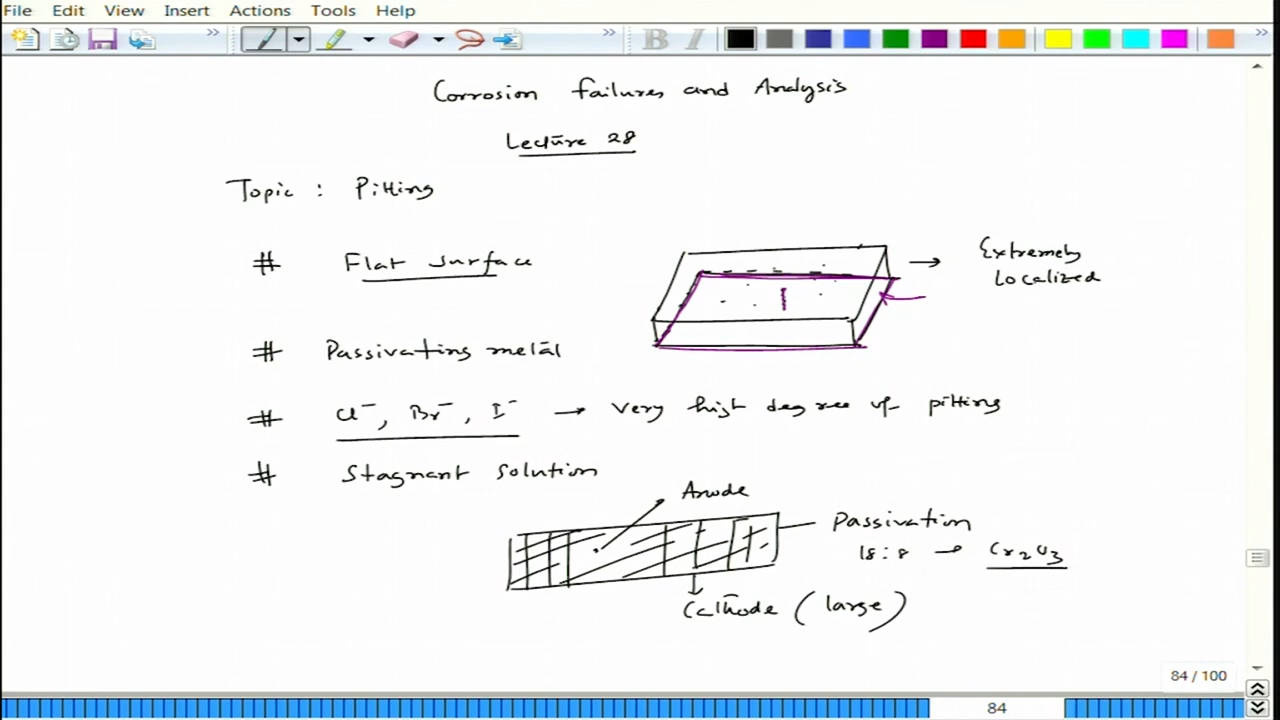 File Edit View Insert Actions Tools Help
Corrosion failures and Analysis
Lecture 28
Topic : Pitting
# Flat surface
Extremely
Localized
# Passivating metal
# Cl⁻, Br⁻, I⁻ → Very high degree of pitting
# Stagnant solution
Anode
Passivation
18:8 → Cr₂O₃
Cathode (large)
84 / 100
84